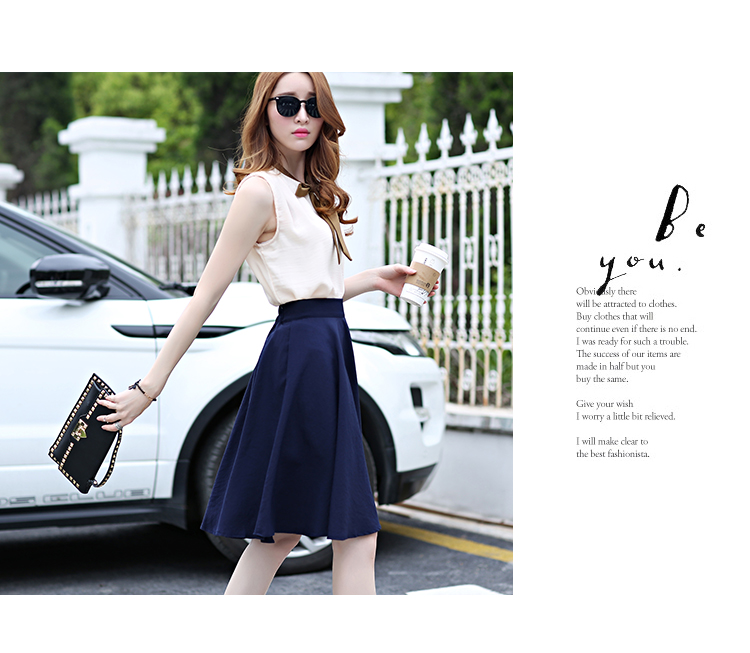 Be
you.
Obviously there
will be attracted to clothes.
Buy clothes that will
continue even if there is no end.
I was ready for such a trouble.
The success of our items are
made in half but you
buy the same.
Give your wish
I worry a little bit relieved.
I will make clear to
the best fashionista.